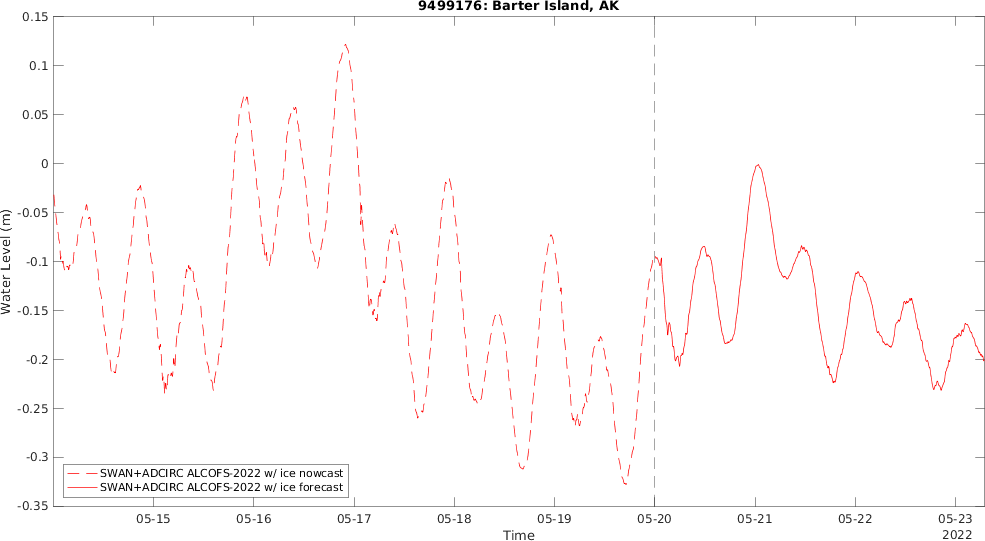 9499176: Barter Island, AK
0.15
0.1
0.05
0
-0.05
-0.1
-0.15
-0.2
-0.25
-0.3
-0.35
Water Level (m)
SWAN+ADCIRC ALCOFS-2022 w/ ice nowcast
SWAN+ADCIRC ALCOFS-2022 w/ ice forecast
05-15 05-16 05-17 05-18 05-19 05-20 05-21 05-22 05-23
Time 2022